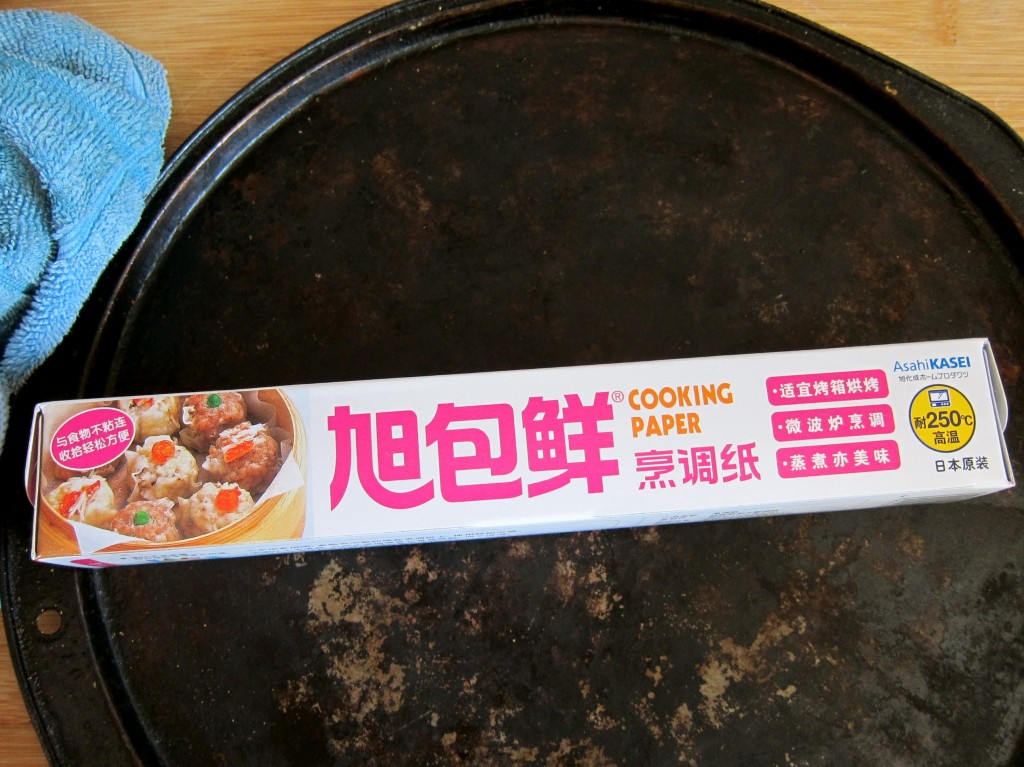 与食物不粘连
收拾轻松方便
旭包鲜®
COOKING
PAPER
烹调纸
·适宜烤箱烘烤
·微波炉烹调
·蒸煮亦美味
AsahiKASEI
旭化成ホームプロダクツ
耐250℃
高温
日本原装